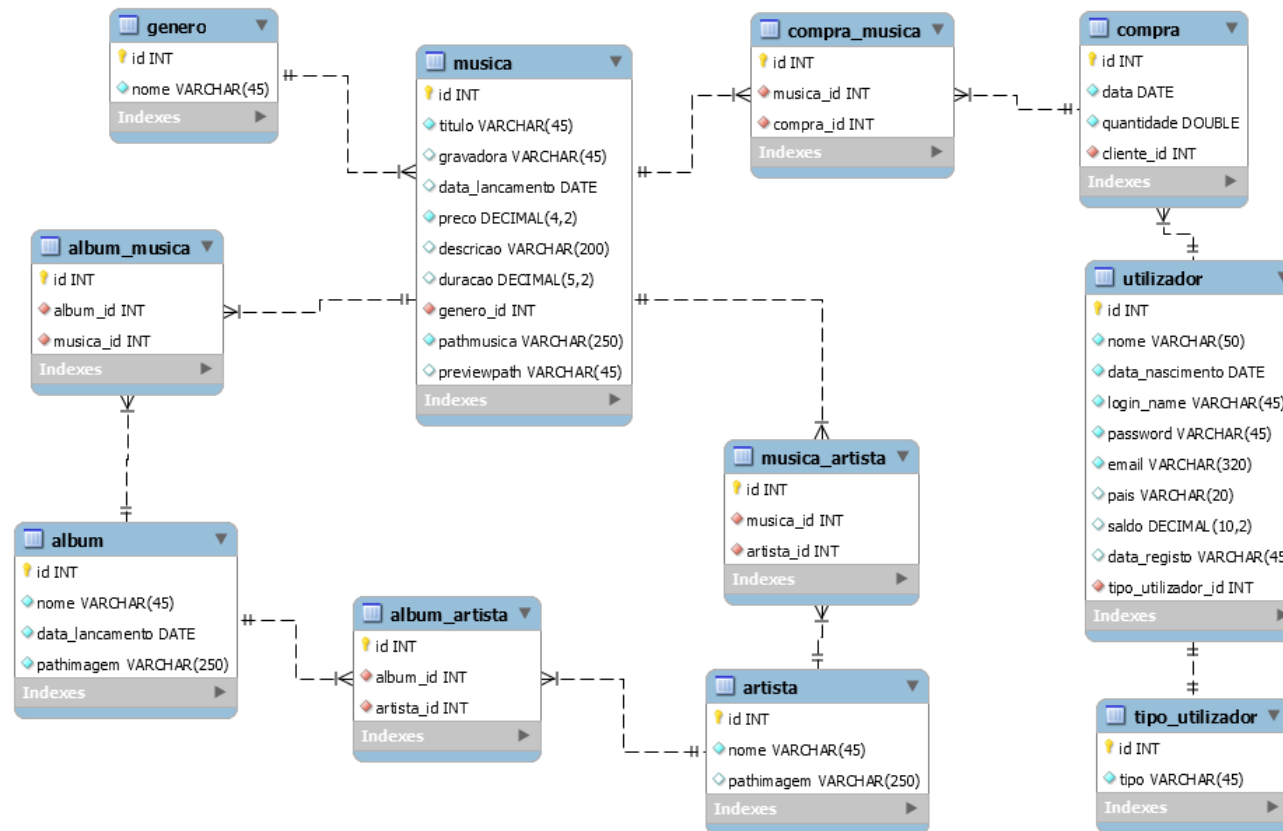 genero
id INT
nome VARCHAR(45)
Indexes
musica
id INT
titulo VARCHAR(45)
gravadora VARCHAR(45)
data_lancamento DATE
preco DECIMAL(4,2)
descricao VARCHAR(200)
duracao DECIMAL(5,2)
genero_id INT
pathmusica VARCHAR(250)
previewpath VARCHAR(45)
Indexes
compra_musica
id INT
musica_id INT
compra_id INT
Indexes
compra
id INT
data DATE
quantidade DOUBLE
cliente_id INT
Indexes
album_musica
id INT
album_id INT
musica_id INT
Indexes
utilizador
id INT
nome VARCHAR(50)
data_nascimento DATE
login_name VARCHAR(45)
password VARCHAR(45)
email VARCHAR(320)
pais VARCHAR(20)
saldo DECIMAL(10,2)
data_registo VARCHAR(45
tipo_utilizador_id INT
Indexes
musica_artista
id INT
musica_id INT
artista_id INT
Indexes
album
id INT
nome VARCHAR(45)
data_lancamento DATE
pathimagem VARCHAR(250)
Indexes
album_artista
id INT
album_id INT
artista_id INT
Indexes
artista
id INT
nome VARCHAR(45)
pathimagem VARCHAR(250)
Indexes
tipo_utilizador
id INT
tipo VARCHAR(45)
Indexes